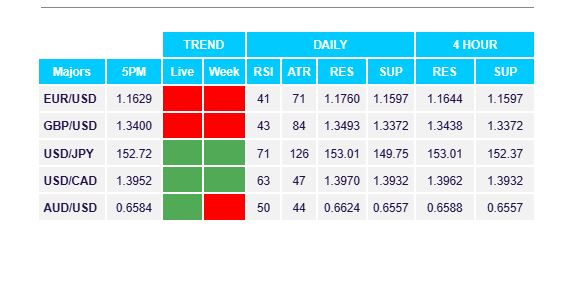 TREND DAILY 4 HOUR
Majors 5PM Live Week RSI ATR RES SUP RES SUP
EUR/USD 1.1629 41 71 1.1760 1.1597 1.1644 1.1597
GBP/USD 1.3400 43 84 1.3493 1.3372 1.3438 1.3372
USD/JPY 152.72 71 126 153.01 149.75 153.01 152.37
USD/CAD 1.3952 63 47 1.3970 1.3932 1.3962 1.3932
AUD/USD 0.6584 50 44 0.6624 0.6557 0.6588 0.6557